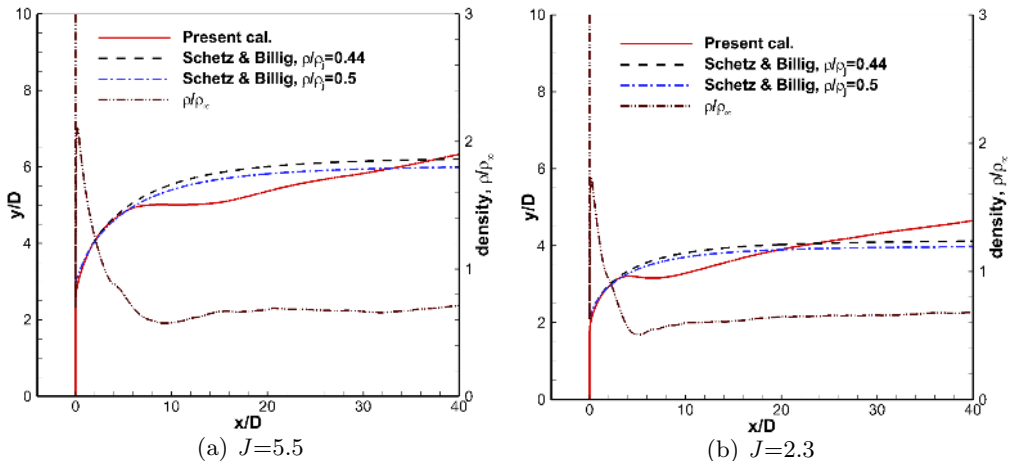 Present cal.
Schetz & Billig, ρ/ρj=0.44
Schetz & Billig, ρ/ρj=0.5
ρ/ρ∞
y/D
10
8
6
4
2
0
density, ρ/ρ∞
3
2
1
0
0 10 20 30 40
x/D
(a) J=5.5
Present cal.
Schetz & Billig, ρ/ρj=0.44
Schetz & Billig, ρ/ρj=0.5
ρ/ρ∞
y/D
10
8
6
4
2
0
density, ρ/ρ∞
3
2
1
0
0 10 20 30 40
x/D
(b) J=2.3